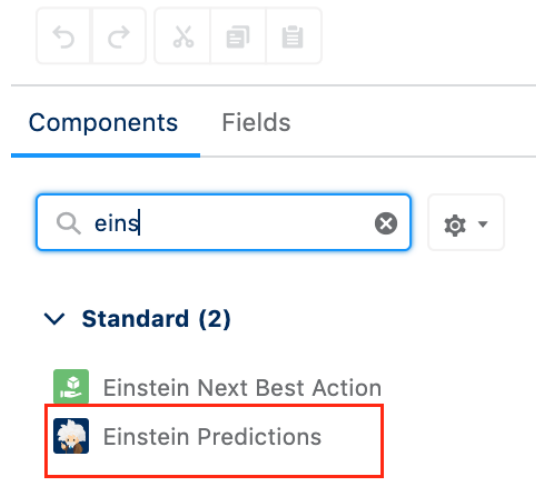 Components Fields
eins
Standard (2)
Einstein Next Best Action
Einstein Predictions